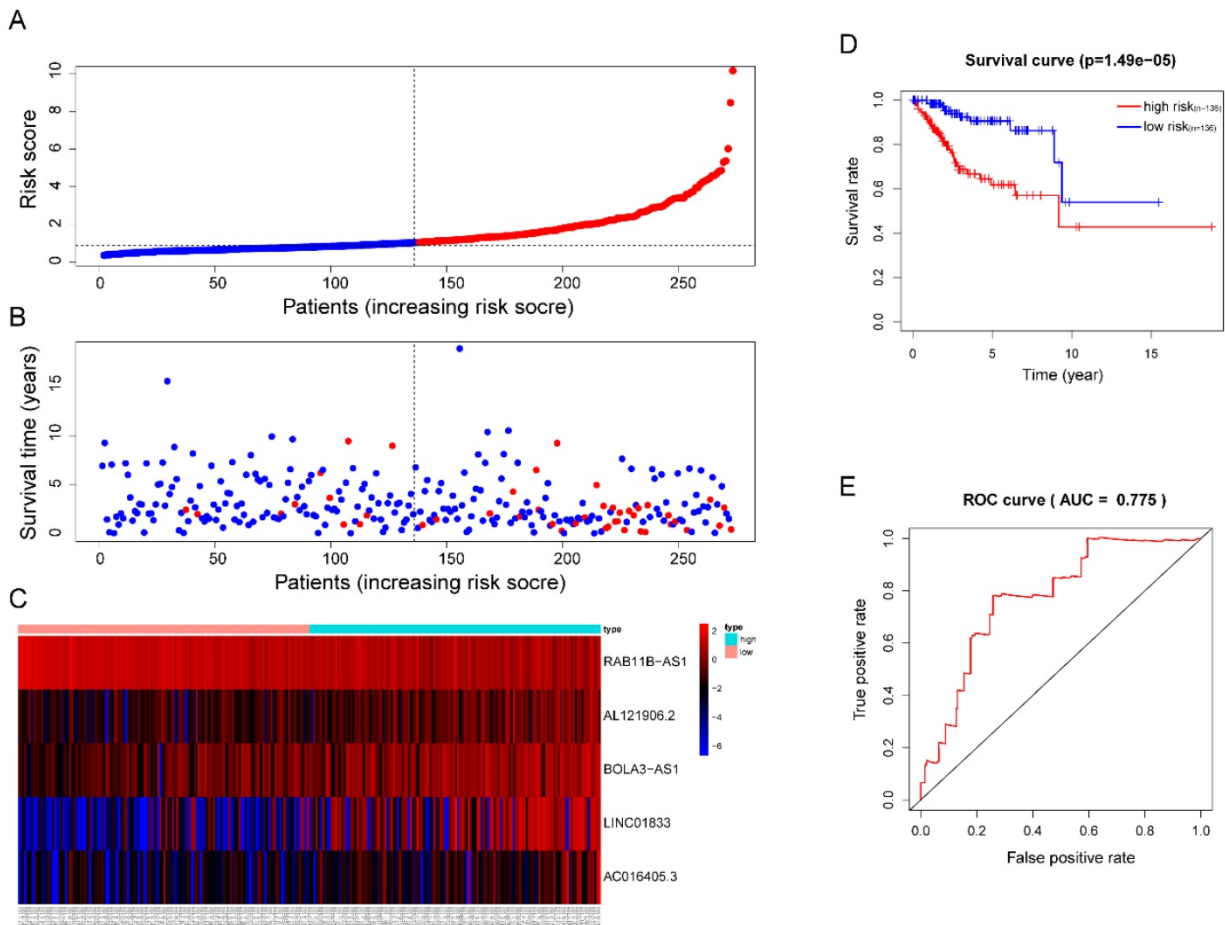 A
Risk score
0
2
4
6
8
10
0
50
100
150
200
250
Patients (increasing risk socre)
B
Survival time (years)
0
5
10
15
0
50
100
150
200
250
Patients (increasing risk socre)
C
type
RAB11B-AS1
AL121906.2
BOLA3-AS1
LINC01833
AC016405.3
2
0
-2
-4
-6
type
high
low
D
Survival curve (p=1.49e-05)
high risk(n=136)
low risk(n=136)
Survival rate
0.0
0.2
0.4
0.6
0.8
1.0
0
5
10
15
Time (year)
E
ROC curve ( AUC = 0.775 )
True positive rate
0.0
0.2
0.4
0.6
0.8
1.0
0.0
0.2
0.4
0.6
0.8
1.0
False positive rate